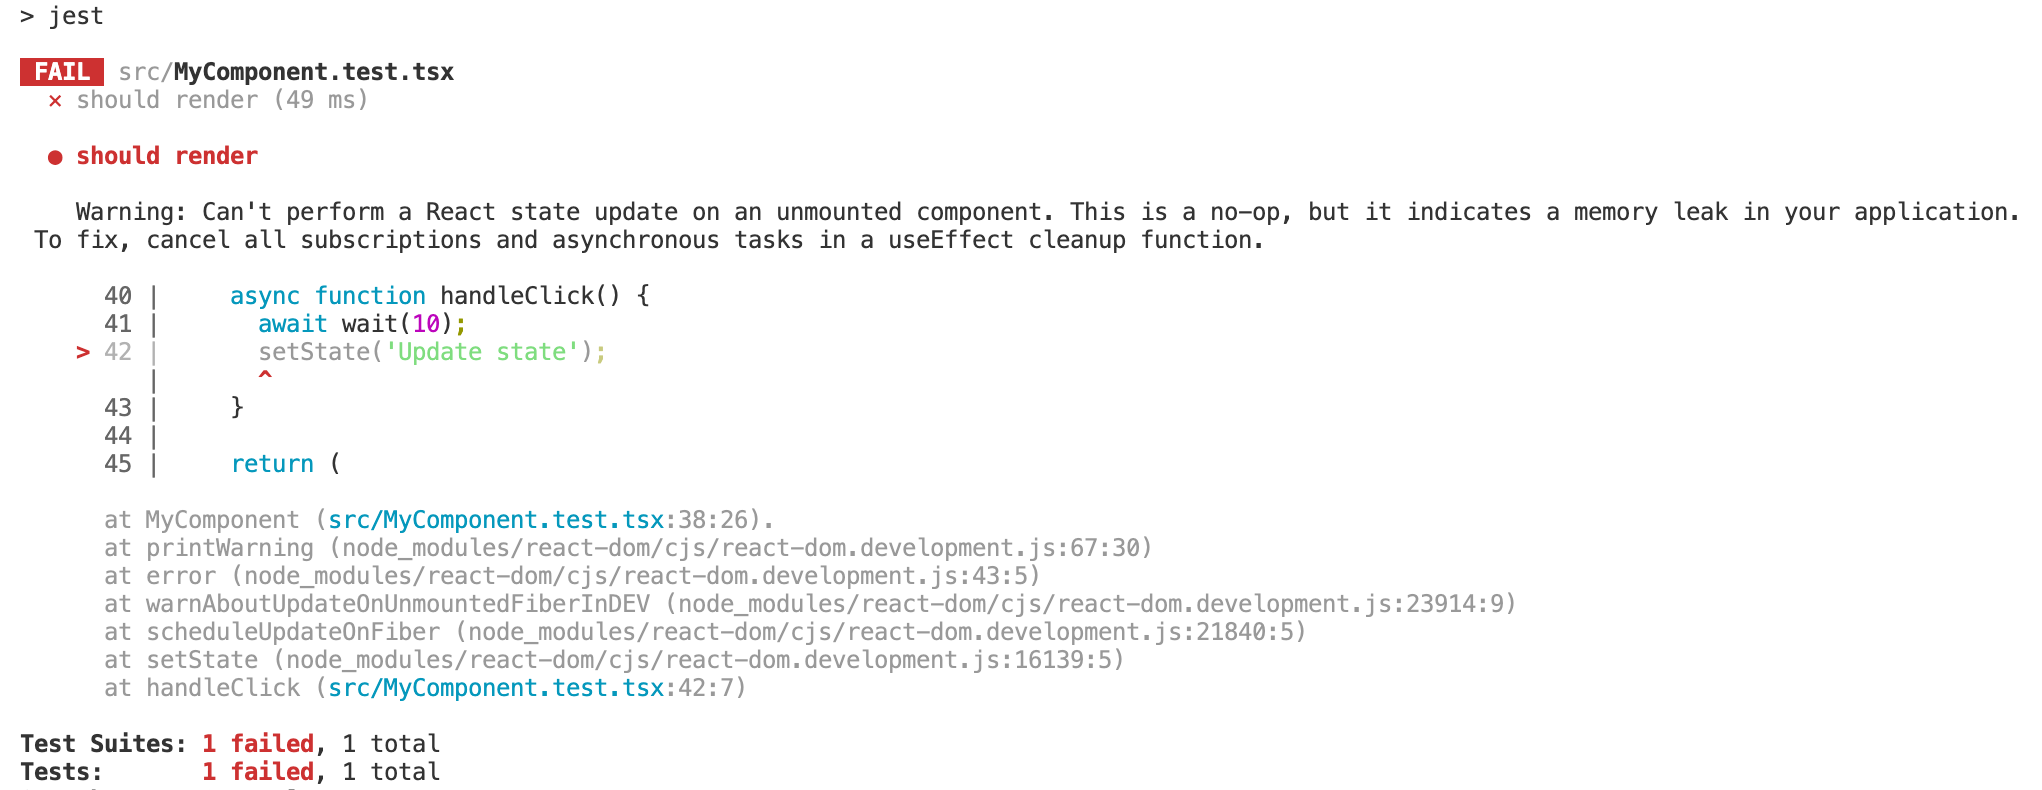 > jest
FAIL src/MyComponent.test.tsx
× should render (49 ms)
● should render
Warning: Can't perform a React state update on an unmounted component. This is a no-op, but it indicates a memory leak in your application.
To fix, cancel all subscriptions and asynchronous tasks in a useEffect cleanup function.
40 | async function handleClick() {
41 | await wait(10);
> 42 | setState('Update state');
| ^
43 | }
44 |
45 | return (
at MyComponent (src/MyComponent.test.tsx:38:26).
at printWarning (node_modules/react-dom/cjs/react-dom.development.js:67:30)
at error (node_modules/react-dom/cjs/react-dom.development.js:43:5)
at warnAboutUpdateOnUnmountedFiberInDEV (node_modules/react-dom/cjs/react-dom.development.js:23914:9)
at scheduleUpdateOnFiber (node_modules/react-dom/cjs/react-dom.development.js:21840:5)
at setState (node_modules/react-dom/cjs/react-dom.development.js:16139:5)
at handleClick (src/MyComponent.test.tsx:42:7)
Test Suites: 1 failed, 1 total
Tests: 1 failed, 1 total